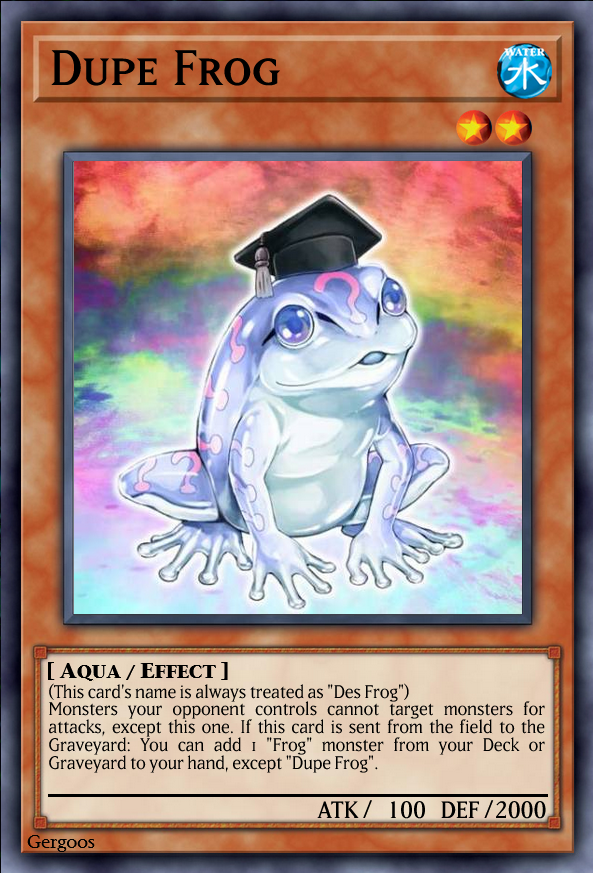 Dupe Frog
WATER
水
[ Aqua / Effect ]
(This card's name is always treated as "Des Frog")
Monsters your opponent controls cannot target monsters for
attacks, except this one. If this card is sent from the field to the
Graveyard: You can add 1 "Frog" monster from your Deck or
Graveyard to your hand, except "Dupe Frog".
ATK / 100 DEF / 2000
Gergoos